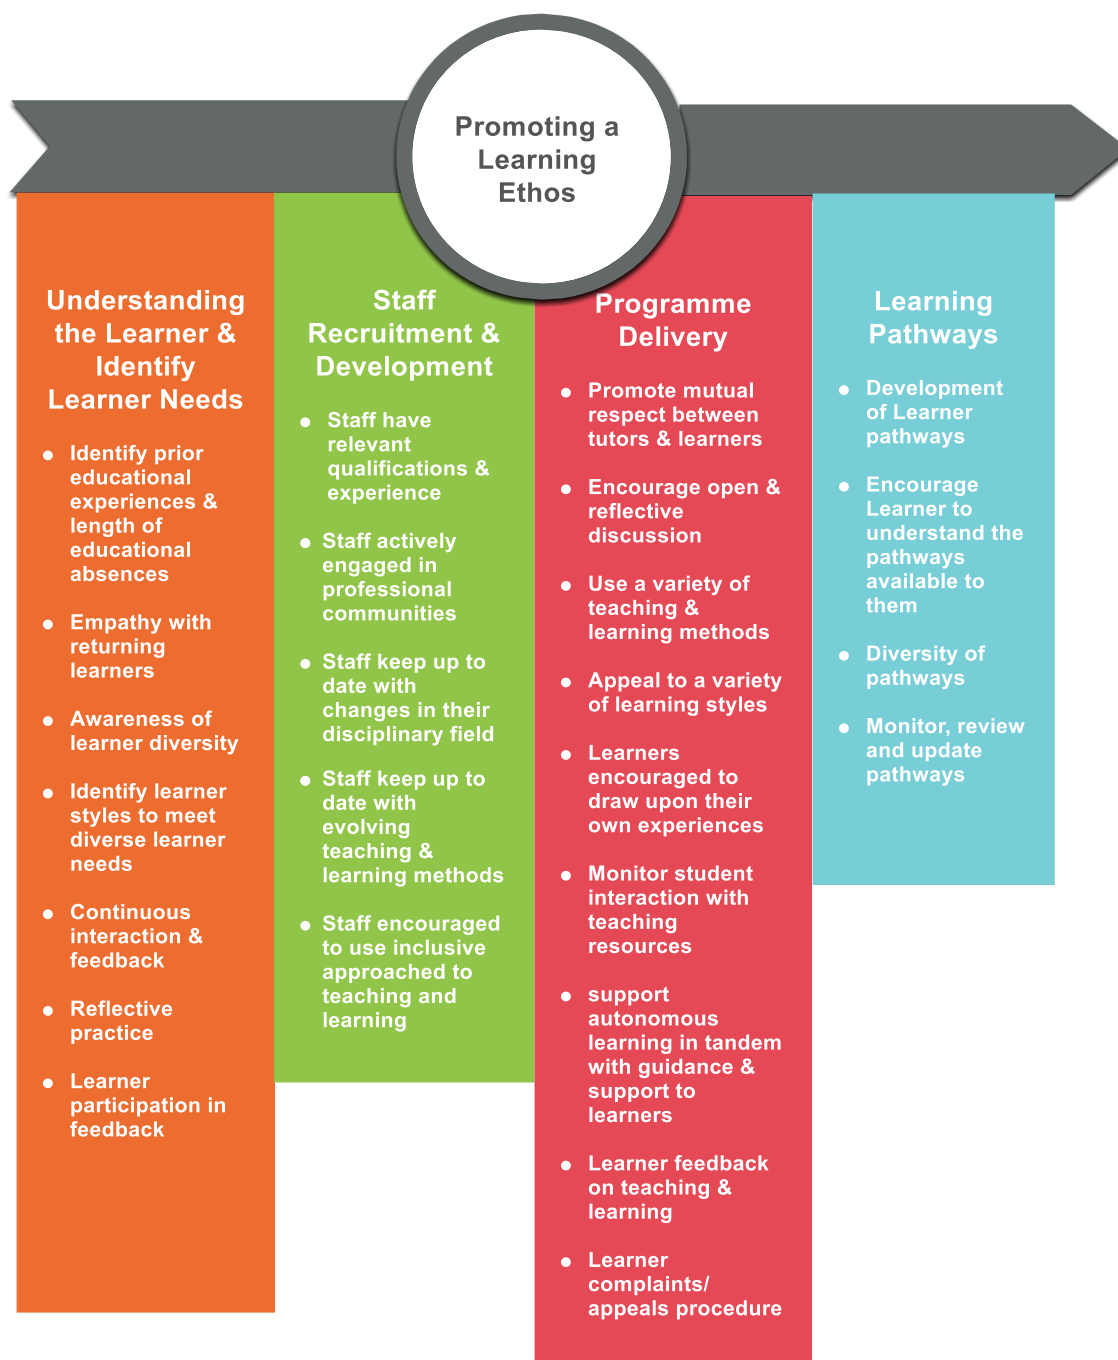 Promoting a
Learning
Ethos
Understanding
the Learner &
Identify
Learner Needs
● Identify prior
educational
experiences &
length of
educational
absences
● Empathy with
returning
learners
● Awareness of
learner diversity
● Identify learner
styles to meet
diverse learner
needs
● Continuous
interaction &
feedback
● Reflective
practice
● Learner
participation in
feedback
Staff
Recruitment &
Development
● Staff have
relevant
qualifications &
experience
● Staff actively
engaged in
professional
communities
● Staff keep up to
date with
changes in their
disciplinary field
● Staff keep up to
date with
evolving
teaching &
learning methods
● Staff encouraged
to use inclusive
approached to
teaching and
learning
Programme
Delivery
● Promote mutual
respect between
tutors & learners
● Encourage open &
reflective
discussion
● Use a variety of
teaching &
learning methods
● Appeal to a variety
of learning styles
● Learners
encouraged to
draw upon their
own experiences
● Monitor student
interaction with
teaching
resources
● support
autonomous
learning in tandem
with guidance &
support to
learners
● Learner feedback
on teaching &
learning
● Learner
complaints/
appeals procedure
Learning
Pathways
● Development
of Learner
pathways
● Encourage
Learner to
understand the
pathways
available to
them
● Diversity of
pathways
● Monitor, review
and update
pathways